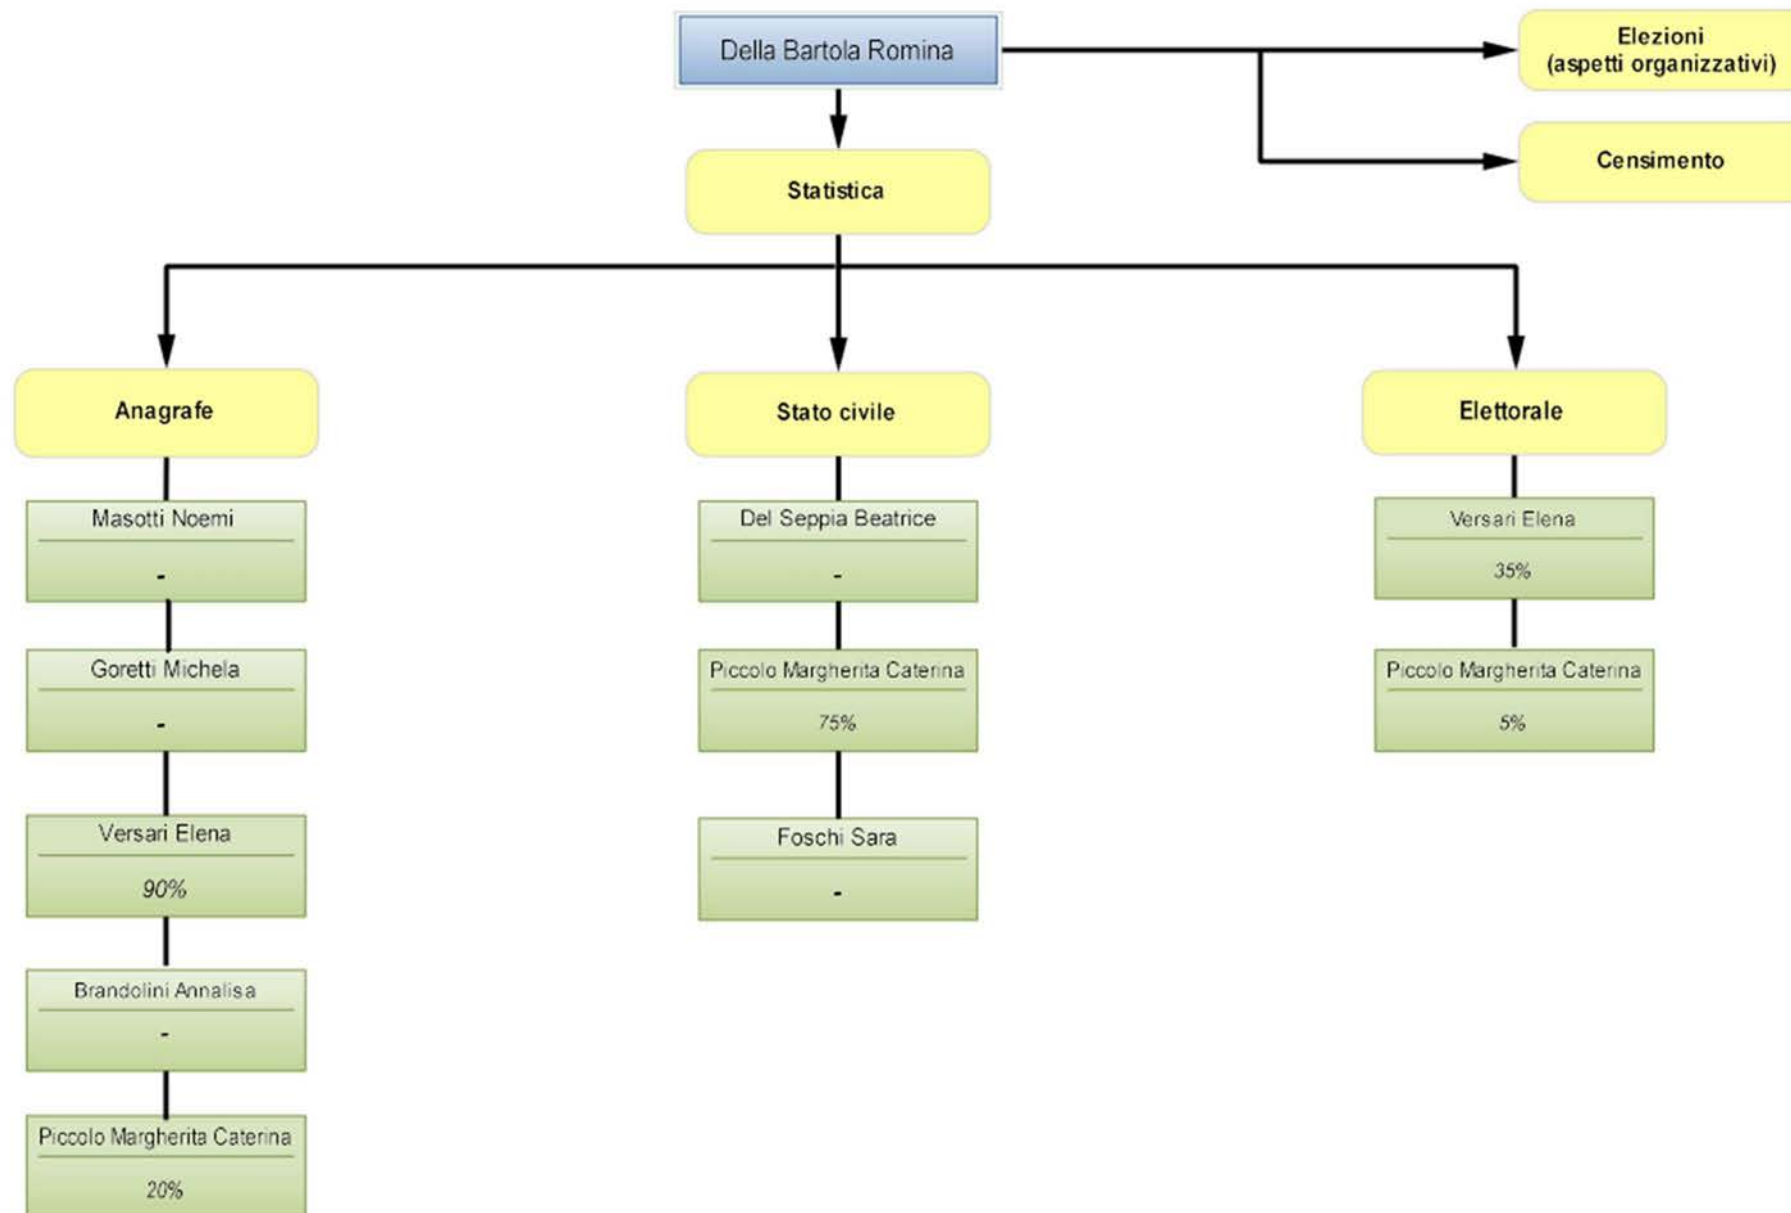 Della Bartola Romina
Elezioni
(aspetti organizzativi)
Censimento
Statistica
Anagrafe
Masotti Noemi
-
Goretti Michela
-
Versari Elena
90%
Brandolini Annalisa
-
Piccolo Margherita Caterina
20%
Stato civile
Del Seppia Beatrice
-
Piccolo Margherita Caterina
75%
Foschi Sara
-
Elettorale
Versari Elena
35%
Piccolo Margherita Caterina
5%